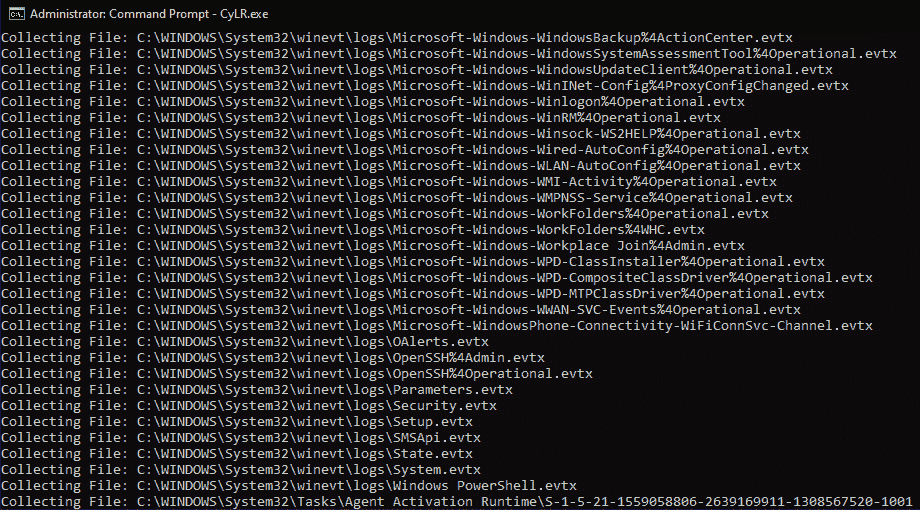 Administrator: Command Prompt - CyLR.exe
Collecting File: C:\WINDOWS\System32\winevt\logs\Microsoft-Windows-WindowsBackup%4ActionCenter.evtx
Collecting File: C:\WINDOWS\System32\winevt\logs\Microsoft-Windows-WindowsSystemAssessmentTool%4Operational.evtx
Collecting File: C:\WINDOWS\System32\winevt\logs\Microsoft-Windows-WindowsUpdateClient%4Operational.evtx
Collecting File: C:\WINDOWS\System32\winevt\logs\Microsoft-Windows-WinINet-Config%4ProxyConfigChanged.evtx
Collecting File: C:\WINDOWS\System32\winevt\logs\Microsoft-Windows-Winlogon%4Operational.evtx
Collecting File: C:\WINDOWS\System32\winevt\logs\Microsoft-Windows-WinRM%4Operational.evtx
Collecting File: C:\WINDOWS\System32\winevt\logs\Microsoft-Windows-Winsock-WS2HELP%4Operational.evtx
Collecting File: C:\WINDOWS\System32\winevt\logs\Microsoft-Windows-Wired-AutoConfig%4Operational.evtx
Collecting File: C:\WINDOWS\System32\winevt\logs\Microsoft-Windows-WLAN-AutoConfig%4Operational.evtx
Collecting File: C:\WINDOWS\System32\winevt\logs\Microsoft-Windows-WMI-Activity%4Operational.evtx
Collecting File: C:\WINDOWS\System32\winevt\logs\Microsoft-Windows-WMPNSS-Service%4Operational.evtx
Collecting File: C:\WINDOWS\System32\winevt\logs\Microsoft-Windows-WorkFolders%4Operational.evtx
Collecting File: C:\WINDOWS\System32\winevt\logs\Microsoft-Windows-WorkFolders%4WHC.evtx
Collecting File: C:\WINDOWS\System32\winevt\logs\Microsoft-Windows-Workplace Join%4Admin.evtx
Collecting File: C:\WINDOWS\System32\winevt\logs\Microsoft-Windows-WPD-ClassInstaller%4Operational.evtx
Collecting File: C:\WINDOWS\System32\winevt\logs\Microsoft-Windows-WPD-CompositeClassDriver%4Operational.evtx
Collecting File: C:\WINDOWS\System32\winevt\logs\Microsoft-Windows-WPD-MTPClassDriver%4Operational.evtx
Collecting File: C:\WINDOWS\System32\winevt\logs\Microsoft-Windows-WWAN-SVC-Events%4Operational.evtx
Collecting File: C:\WINDOWS\System32\winevt\logs\Microsoft-WindowsPhone-Connectivity-WiFiConnSvc-Channel.evtx
Collecting File: C:\WINDOWS\System32\winevt\logs\OAlerts.evtx
Collecting File: C:\WINDOWS\System32\winevt\logs\OpenSSH%4Admin.evtx
Collecting File: C:\WINDOWS\System32\winevt\logs\OpenSSH%4Operational.evtx
Collecting File: C:\WINDOWS\System32\winevt\logs\Parameters.evtx
Collecting File: C:\WINDOWS\System32\winevt\logs\Security.evtx
Collecting File: C:\WINDOWS\System32\winevt\logs\Setup.evtx
Collecting File: C:\WINDOWS\System32\winevt\logs\SMSApi.evtx
Collecting File: C:\WINDOWS\System32\winevt\logs\State.evtx
Collecting File: C:\WINDOWS\System32\winevt\logs\System.evtx
Collecting File: C:\WINDOWS\System32\winevt\logs\Windows PowerShell.evtx
Collecting File: C:\WINDOWS\System32\Tasks\Agent Activation Runtime\S-1-5-21-1559058806-2639169911-1308567520-1001